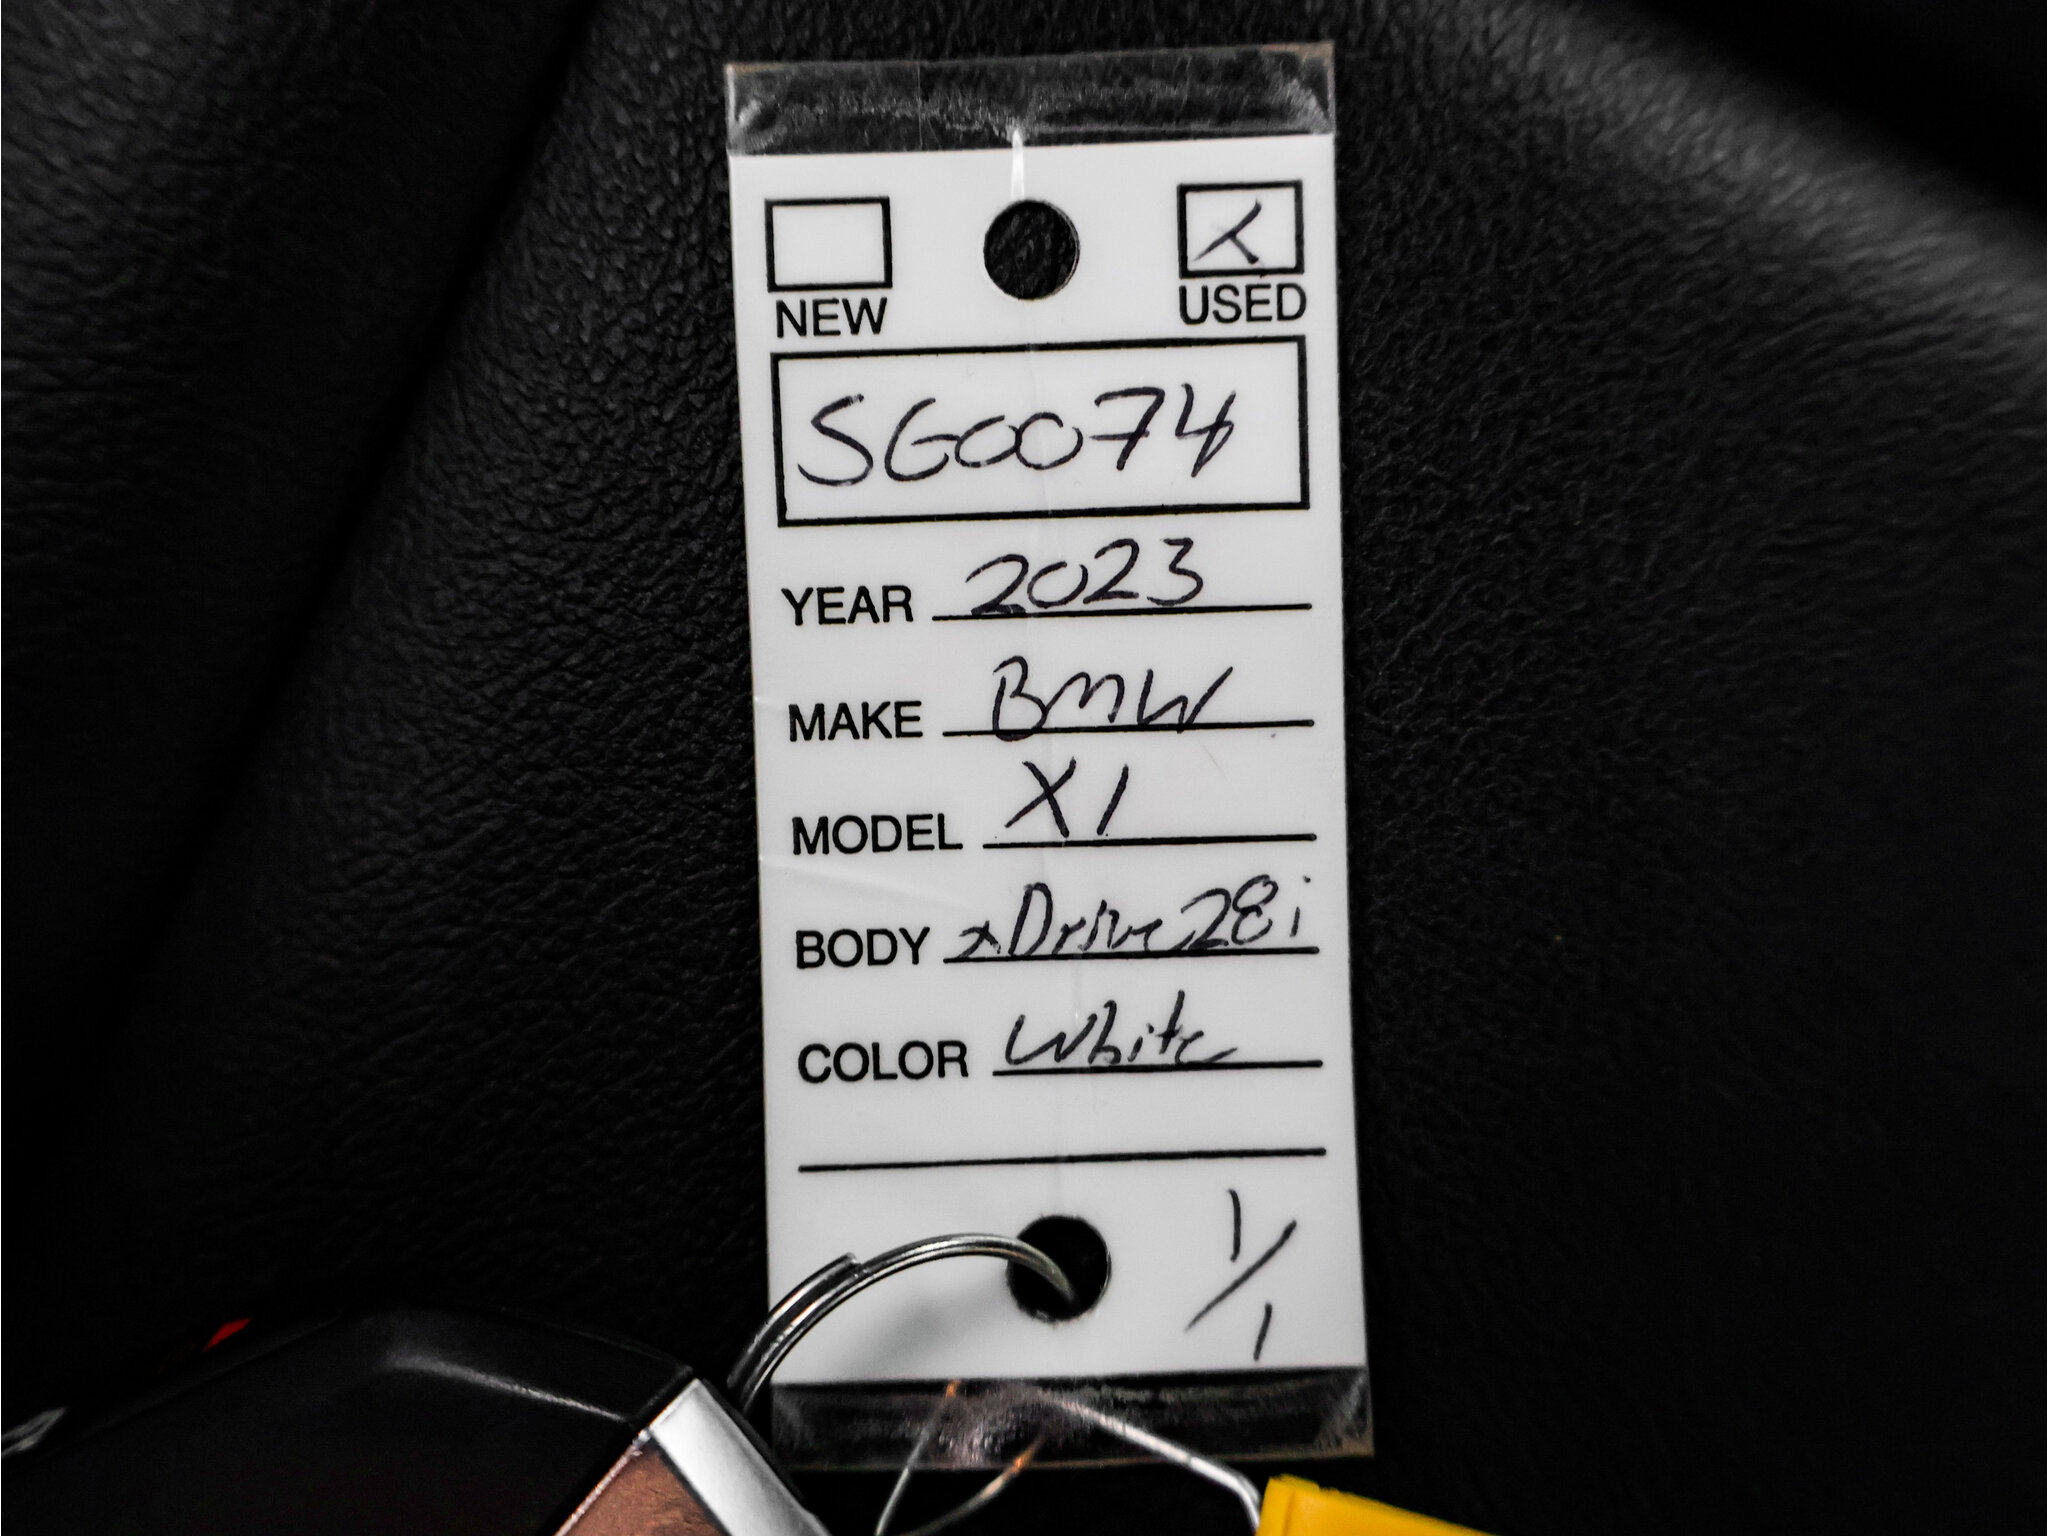 NEW USED
SG0074
YEAR 2023
MAKE BMW
MODEL X1
BODY xDrive28i
COLOR White
1/1